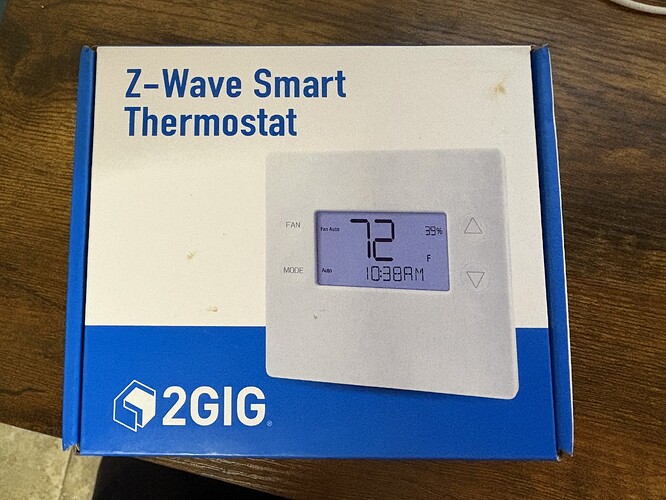 Z-Wave Smart
Thermostat
FAN
Fan Auto
72
39%
F
MODE
Auto
10:38AM
2GIG